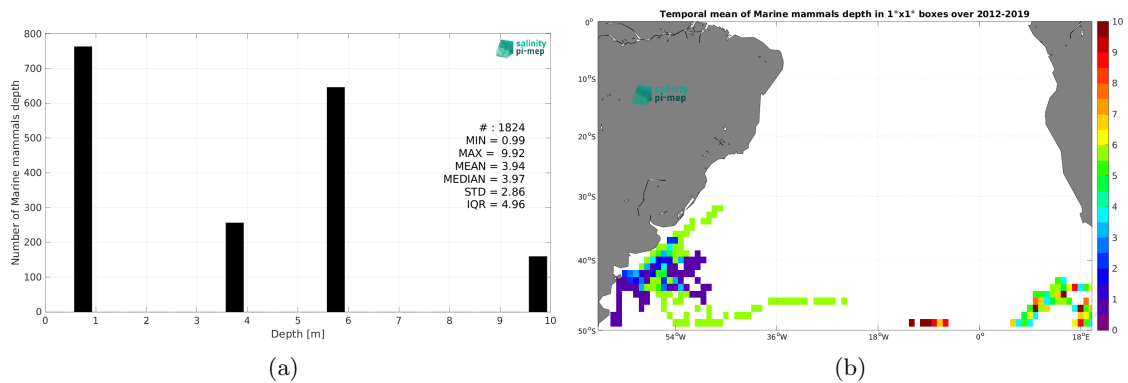 800
700
600
500
400
300
200
100
0
Number of Marine mammals depth
0 1 2 3 4 5 6 7 8 9 10
Depth [m]
salinity
pi-mep
# : 1824
MIN = 0.99
MAX = 9.92
MEAN = 3.94
MEDIAN = 3.97
STD = 2.86
IQR = 4.96
(a)
Temporal mean of Marine mammals depth in 1°x1° boxes over 2012-2019
0°
10°S
20°S
30°S
40°S
50°S
54°W 36°W 18°W 0° 18°E
salinity
pi-mep
10
9
8
7
6
5
4
3
2
1
0
(b)